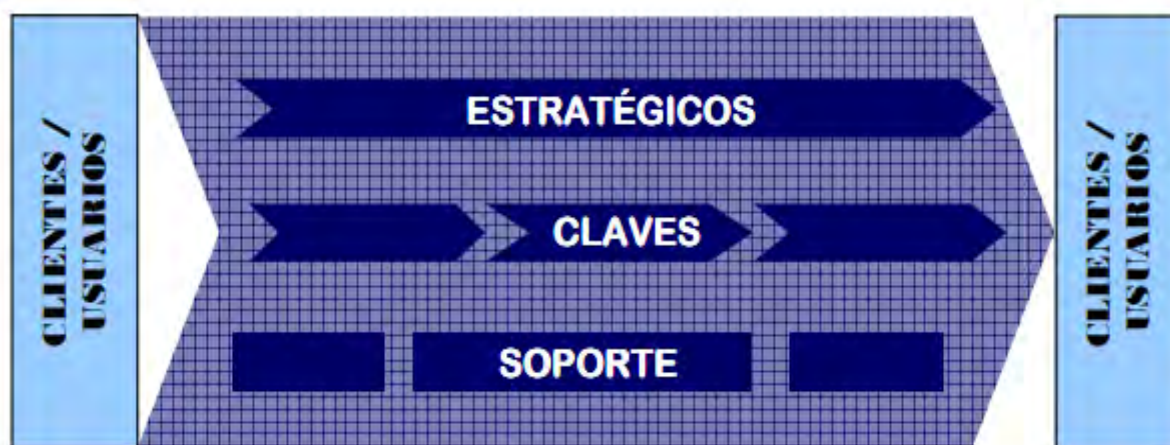 CLIENTES /
USUARIOS
ESTRATÉGICOS
CLAVES
SOPORTE
CLIENTES /
USUARIOS